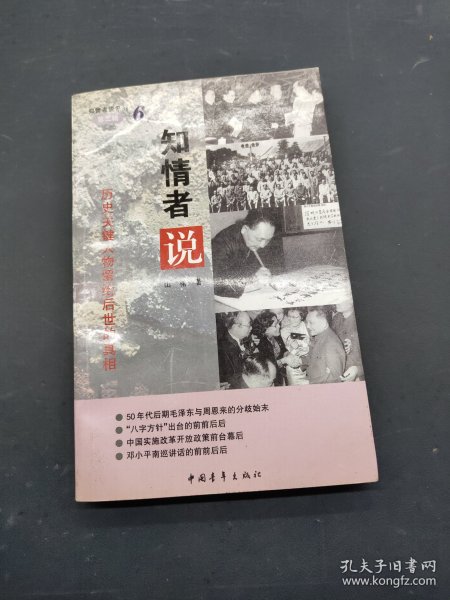 6
知情者
说
历史关键人物留给后世的真相
著
●50年代后期毛泽东与周恩来的分歧始末
●“八字方针”出台的前前后后
●中国实施改革开放政策前台幕后
●邓小平南巡讲话的前前后后
中国青年出版社
孔夫子旧书网
www.kongfz.com